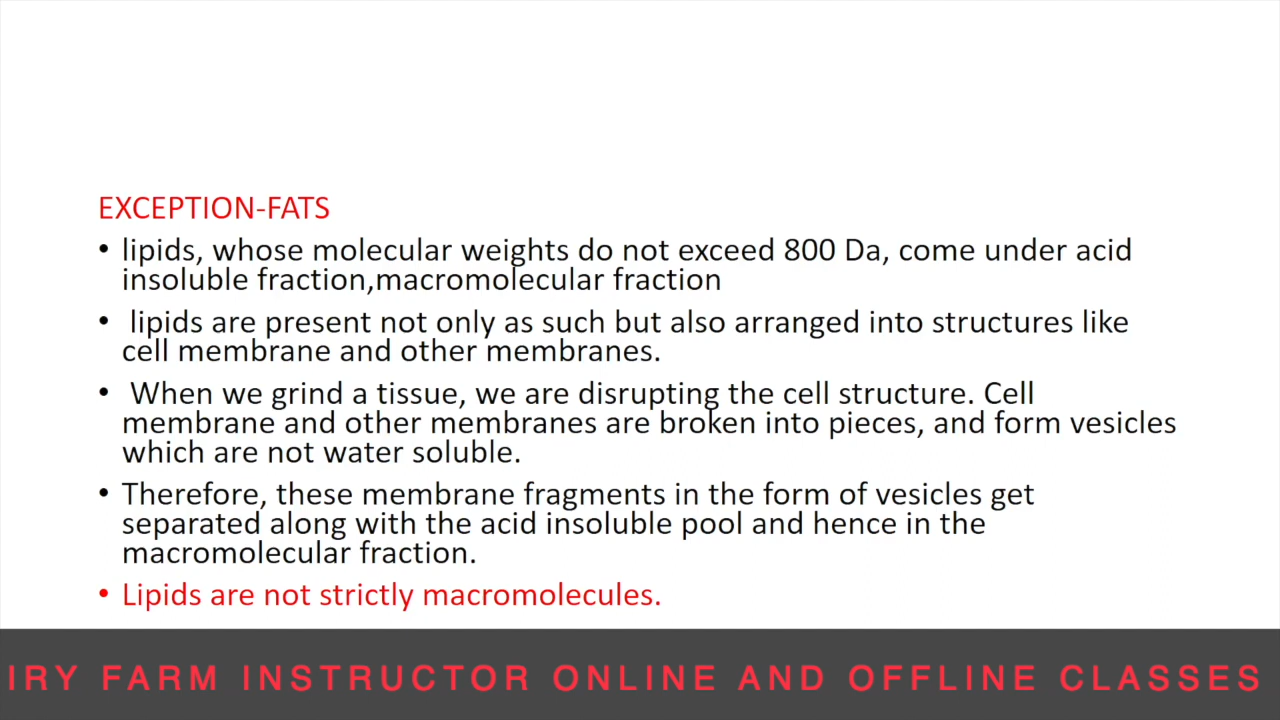 EXCEPTION-FATS
• lipids, whose molecular weights do not exceed 800 Da, come under acid
insoluble fraction,macromolecular fraction
• lipids are present not only as such but also arranged into structures like
cell membrane and other membranes.
• When we grind a tissue, we are disrupting the cell structure. Cell
membrane and other membranes are broken into pieces, and form vesicles
which are not water soluble.
• Therefore, these membrane fragments in the form of vesicles get
separated along with the acid insoluble pool and hence in the
macromolecular fraction.
• Lipids are not strictly macromolecules.
IRY FARM INSTRUCTOR ONLINE AND OFFLINE CLASSES